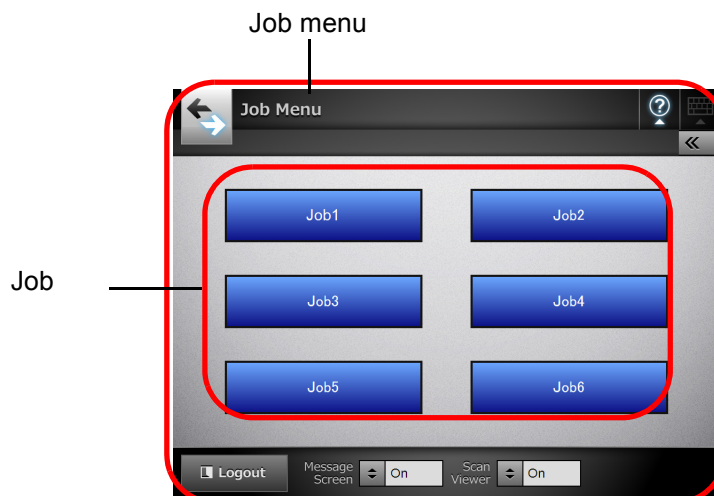 Job menu
Job Menu
?
Job1 Job2
Job
Job3 Job4
Job5 Job6
Logout Message Screen On Scan Viewer On